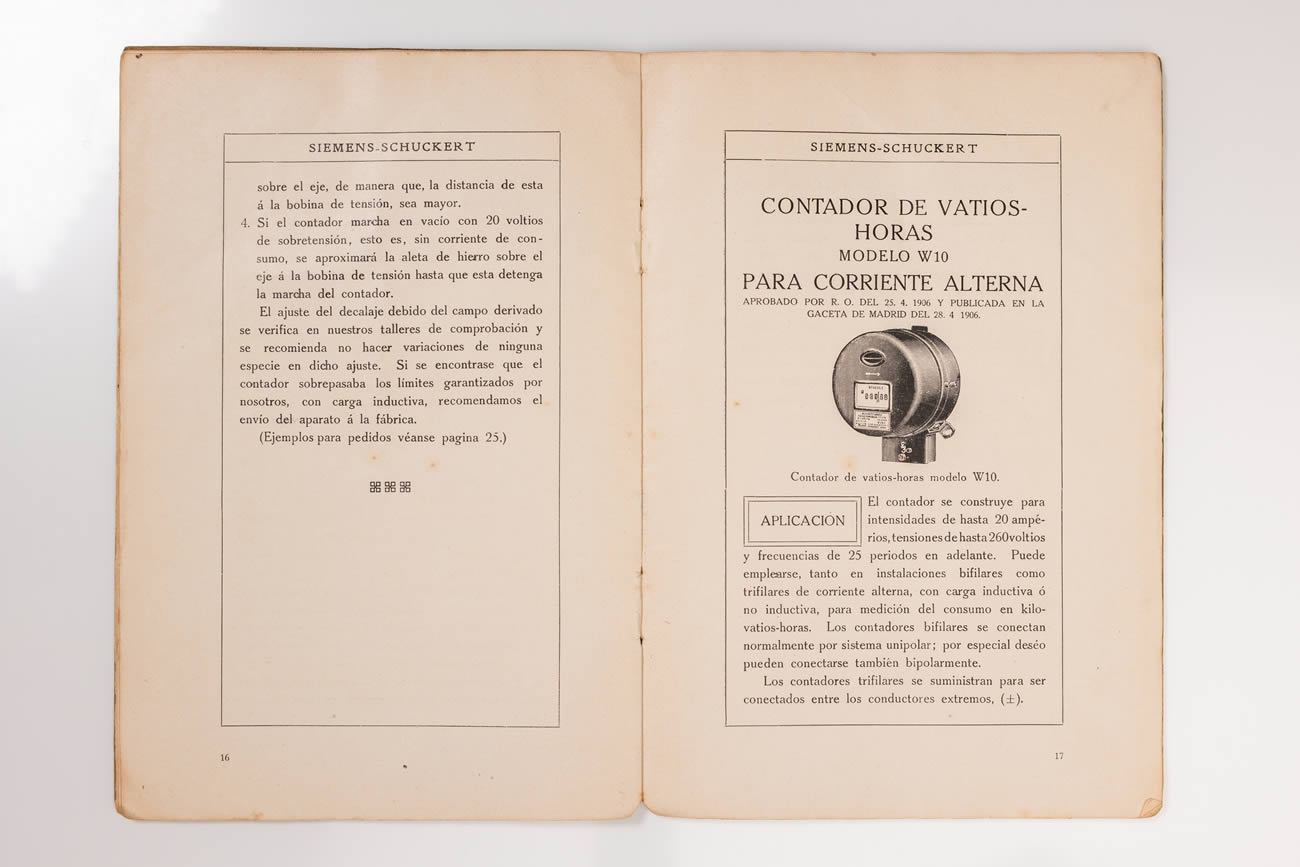 SIEMENS-SCHUCKERT
sobre el eje, de manera que, la distancia de esta
á la bobina de tensión, sea mayor.
4. Si el contador marcha en vacío con 20 voltios
de sobretensión, esto es, sin corriente de con-
sumo, se aproximará la aleta de hierro sobre el
eje á la bobina de tensión hasta que esta detenga
la marcha del contador.
El ajuste del decalaje debido del campo derivado
se verifica en nuestros talleres de comprobación y
se recomienda no hacer variaciones de ninguna
especie en dicho ajuste. Si se encontrase que el
contador sobrepasaba los límites garantizados por
nosotros, con carga inductiva, recomendamos el
envío del aparato á la fábrica.
(Ejemplos para pedidos véanse pagina 25.)
16
SIEMENS-SCHUCKERT
CONTADOR DE VATIOS-
HORAS
MODELO W10
PARA CORRIENTE ALTERNA
APROBADO POR R. O. DEL 25. 4. 1906 Y PUBLICADA EN LA
GACETA DE MADRID DEL 28. 4 1906.
Contador de vatios-horas modelo W10.
APLICACIÓN
El contador se construye para
intensidades de hasta 20 ampé-
rios, tensiones de hasta 260 voltios
y frecuencias de 25 periodos en adelante. Puede
emplearse, tanto en instalaciones bifilares como
trifilares de corriente alterna, con carga inductiva ó
no inductiva, para medición del consumo en kilo-
vatios-horas. Los contadores bifilares se conectan
normalmente por sistema unipolar; por especial deséo
pueden conectarse tambièn bipolarmente.
Los contadores trifilares se suministran para ser
conectados entre los conductores extremos, (±).
17